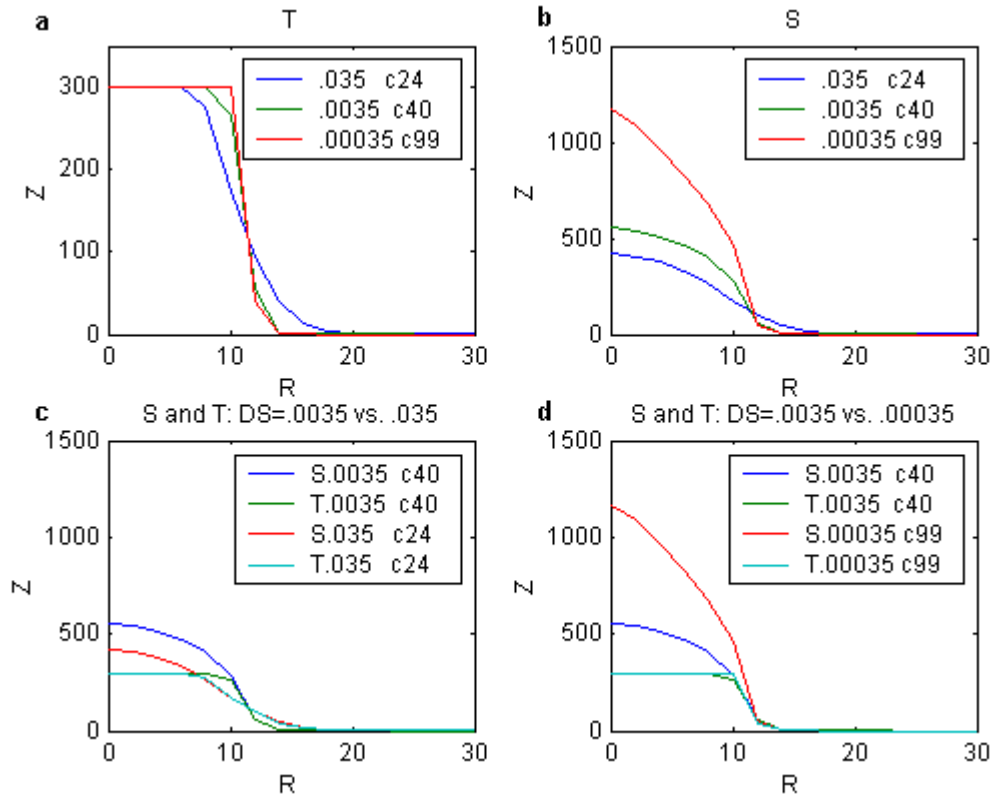 a
T
300
200
100
0
Z
0
10
20
30
R
.035 c24
.0035 c40
.00035 c99
b
S
1500
1000
500
0
Z
0
10
20
30
R
.035 c24
.0035 c40
.00035 c99
c
S and T: DS=.0035 vs. .035
1500
1000
500
0
Z
0
10
20
30
R
S.0035 c40
T.0035 c40
S.035 c24
T.035 c24
d
S and T: DS=.0035 vs. .00035
1500
1000
500
0
Z
0
10
20
30
R
S.0035 c40
T.0035 c40
S.00035 c99
T.00035 c99